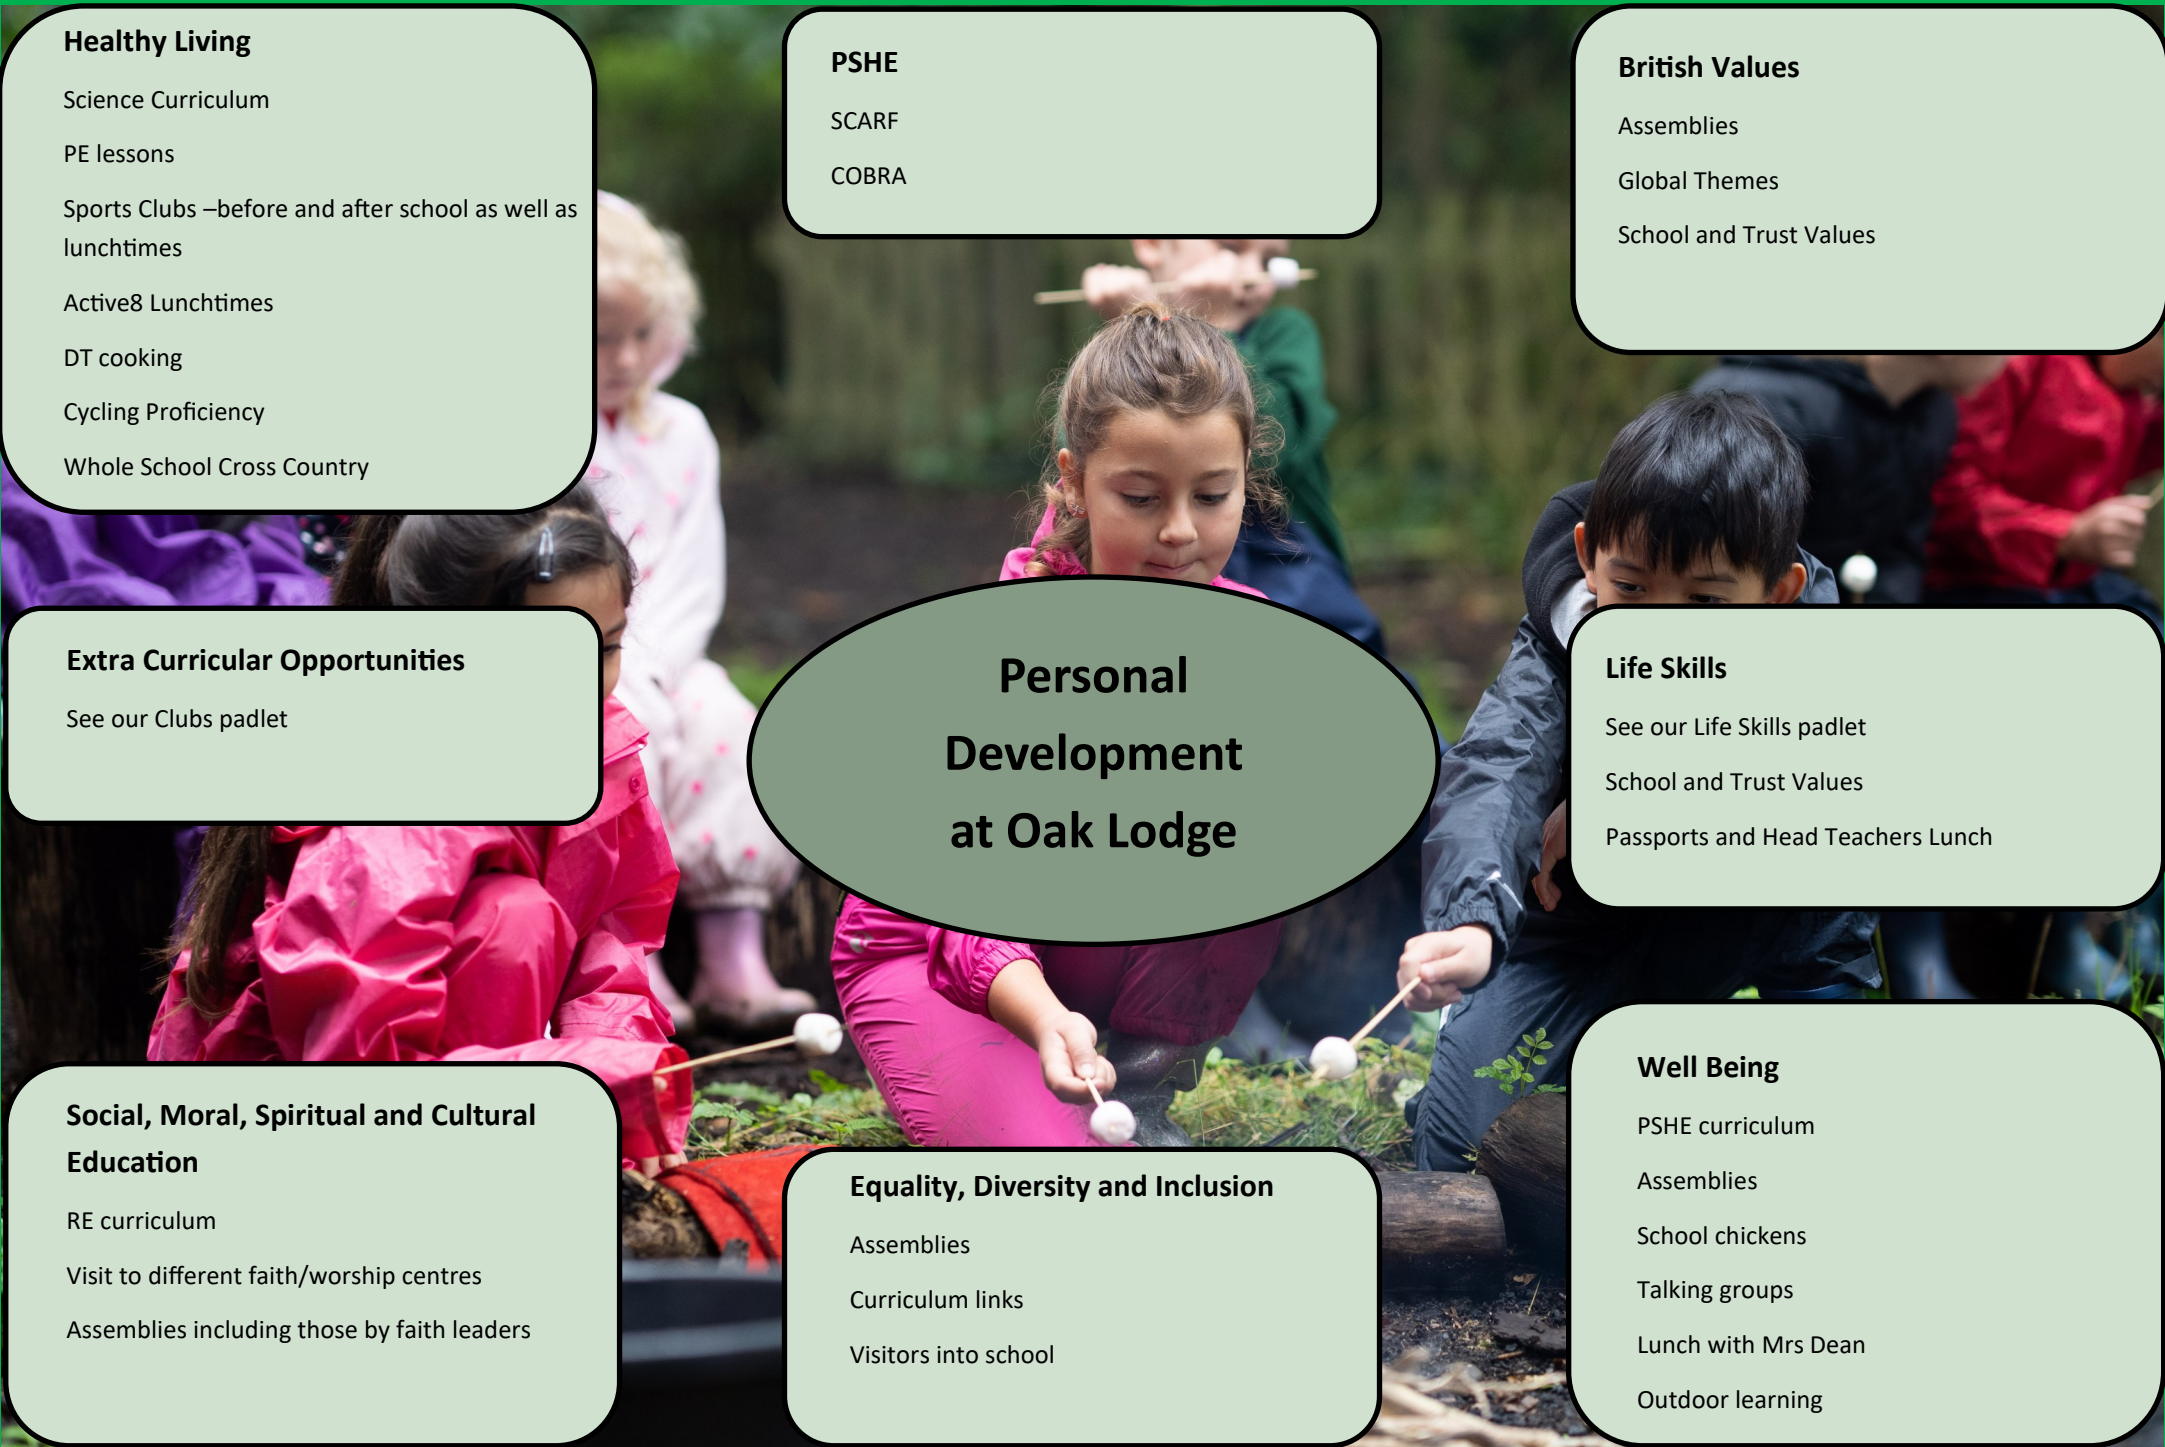 Healthy Living
Science Curriculum
PE lessons
Sports Clubs –before and after school as well as
lunchtimes
Active8 Lunchtimes
DT cooking
Cycling Proficiency
Whole School Cross Country
PSHE
SCARF
COBRA
British Values
Assemblies
Global Themes
School and Trust Values
Extra Curricular Opportunities
See our Clubs padlet
Personal
Development
at Oak Lodge
Life Skills
See our Life Skills padlet
School and Trust Values
Passports and Head Teachers Lunch
Social, Moral, Spiritual and Cultural
Education
RE curriculum
Visit to different faith/worship centres
Assemblies including those by faith leaders
Equality, Diversity and Inclusion
Assemblies
Curriculum links
Visitors into school
Well Being
PSHE curriculum
Assemblies
School chickens
Talking groups
Lunch with Mrs Dean
Outdoor learning